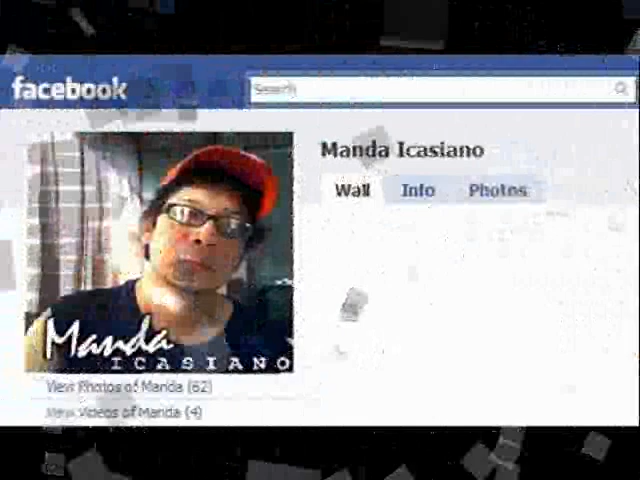 facebook
Search
Manda Icasiano
Wall Info Photos
Manda
ICASIANO
View Photos of Manda (62)
View Videos of Manda (4)